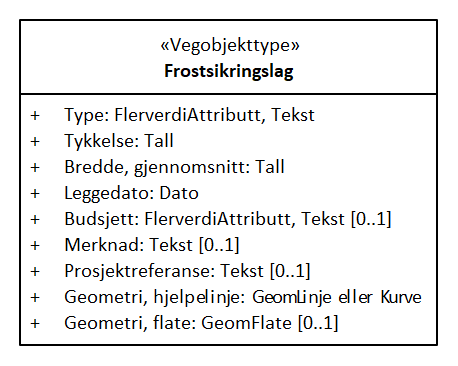 «Vegobjekttype»
Frostsikringslag
+ Type: FlerverdiAttributt, Tekst
+ Tykkelse: Tall
+ Bredde, gjennomsnitt: Tall
+ Leggedato: Dato
+ Budsjett: FlerverdiAttributt, Tekst [0..1]
+ Merknad: Tekst [0..1]
+ Prosjektreferanse: Tekst [0..1]
+ Geometri, hjelpelinje: GeomLinje eller Kurve
+ Geometri, flate: GeomFlate [0..1]